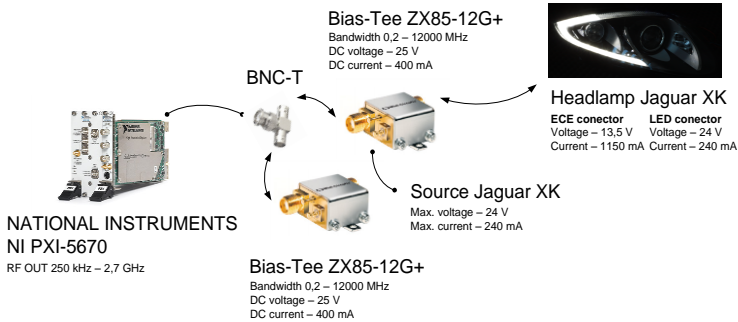 Bias-Tee ZX85-12G+
Bandwidth 0,2 – 12000 MHz
DC voltage – 25 V
DC current – 400 mA
BNC-T
Headlamp Jaguar XK
ECE conector LED conector
Voltage – 13,5 V Voltage – 24 V
Current – 1150 mA Current – 240 mA
NATIONAL INSTRUMENTS
NI PXI-5670
RF OUT 250 kHz – 2,7 GHz
Source Jaguar XK
Max. voltage – 24 V
Max. current – 240 mA
Bias-Tee ZX85-12G+
Bandwidth 0,2 – 12000 MHz
DC voltage – 25 V
DC current – 400 mA